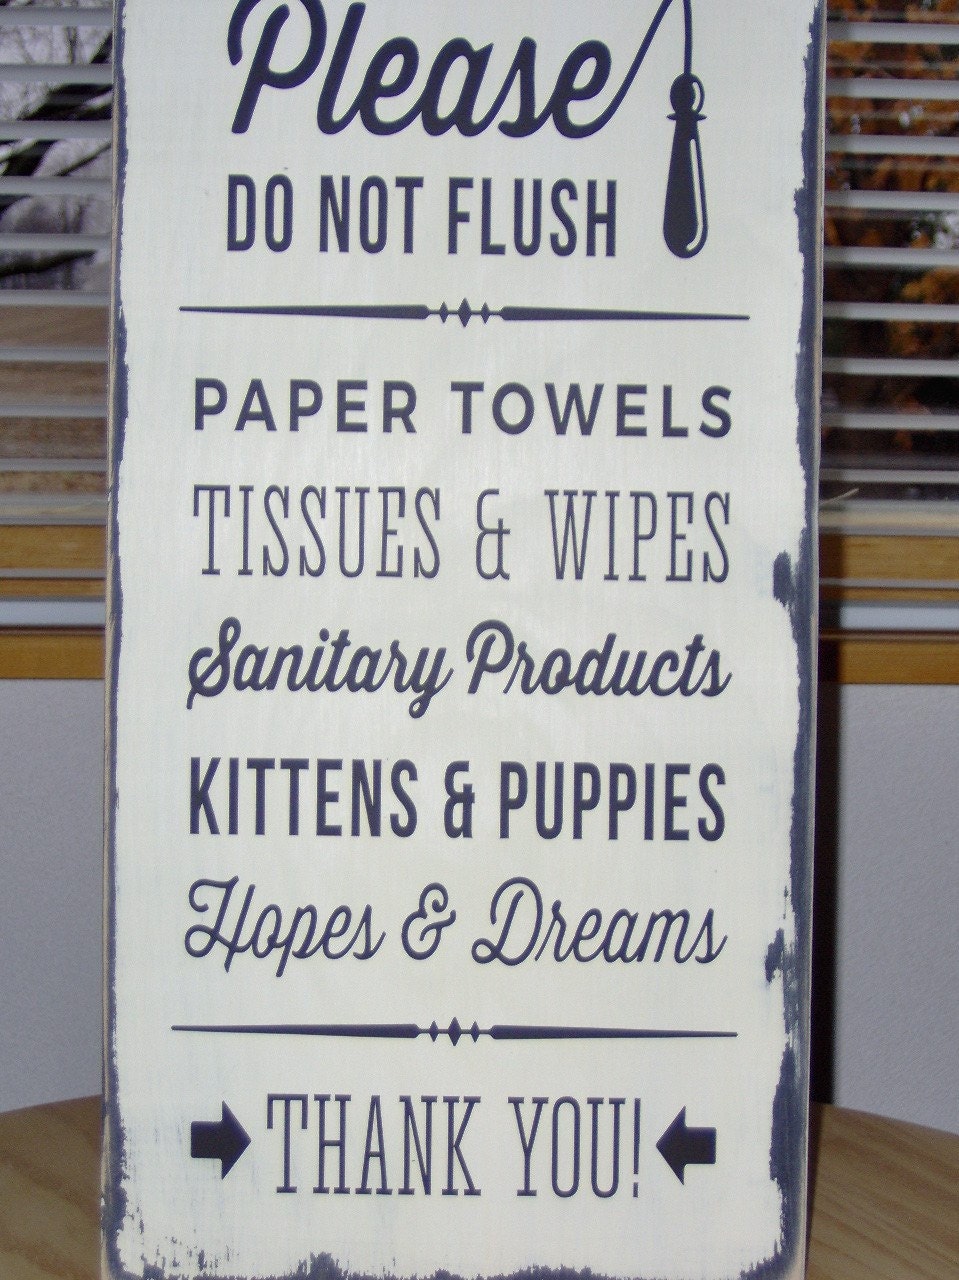 Please
DO NOT FLUSH
PAPER TOWELS
TISSUES & WIPES
Sanitary Products
KITTENS & PUPPIES
Hopes & Dreams
THANK YOU!